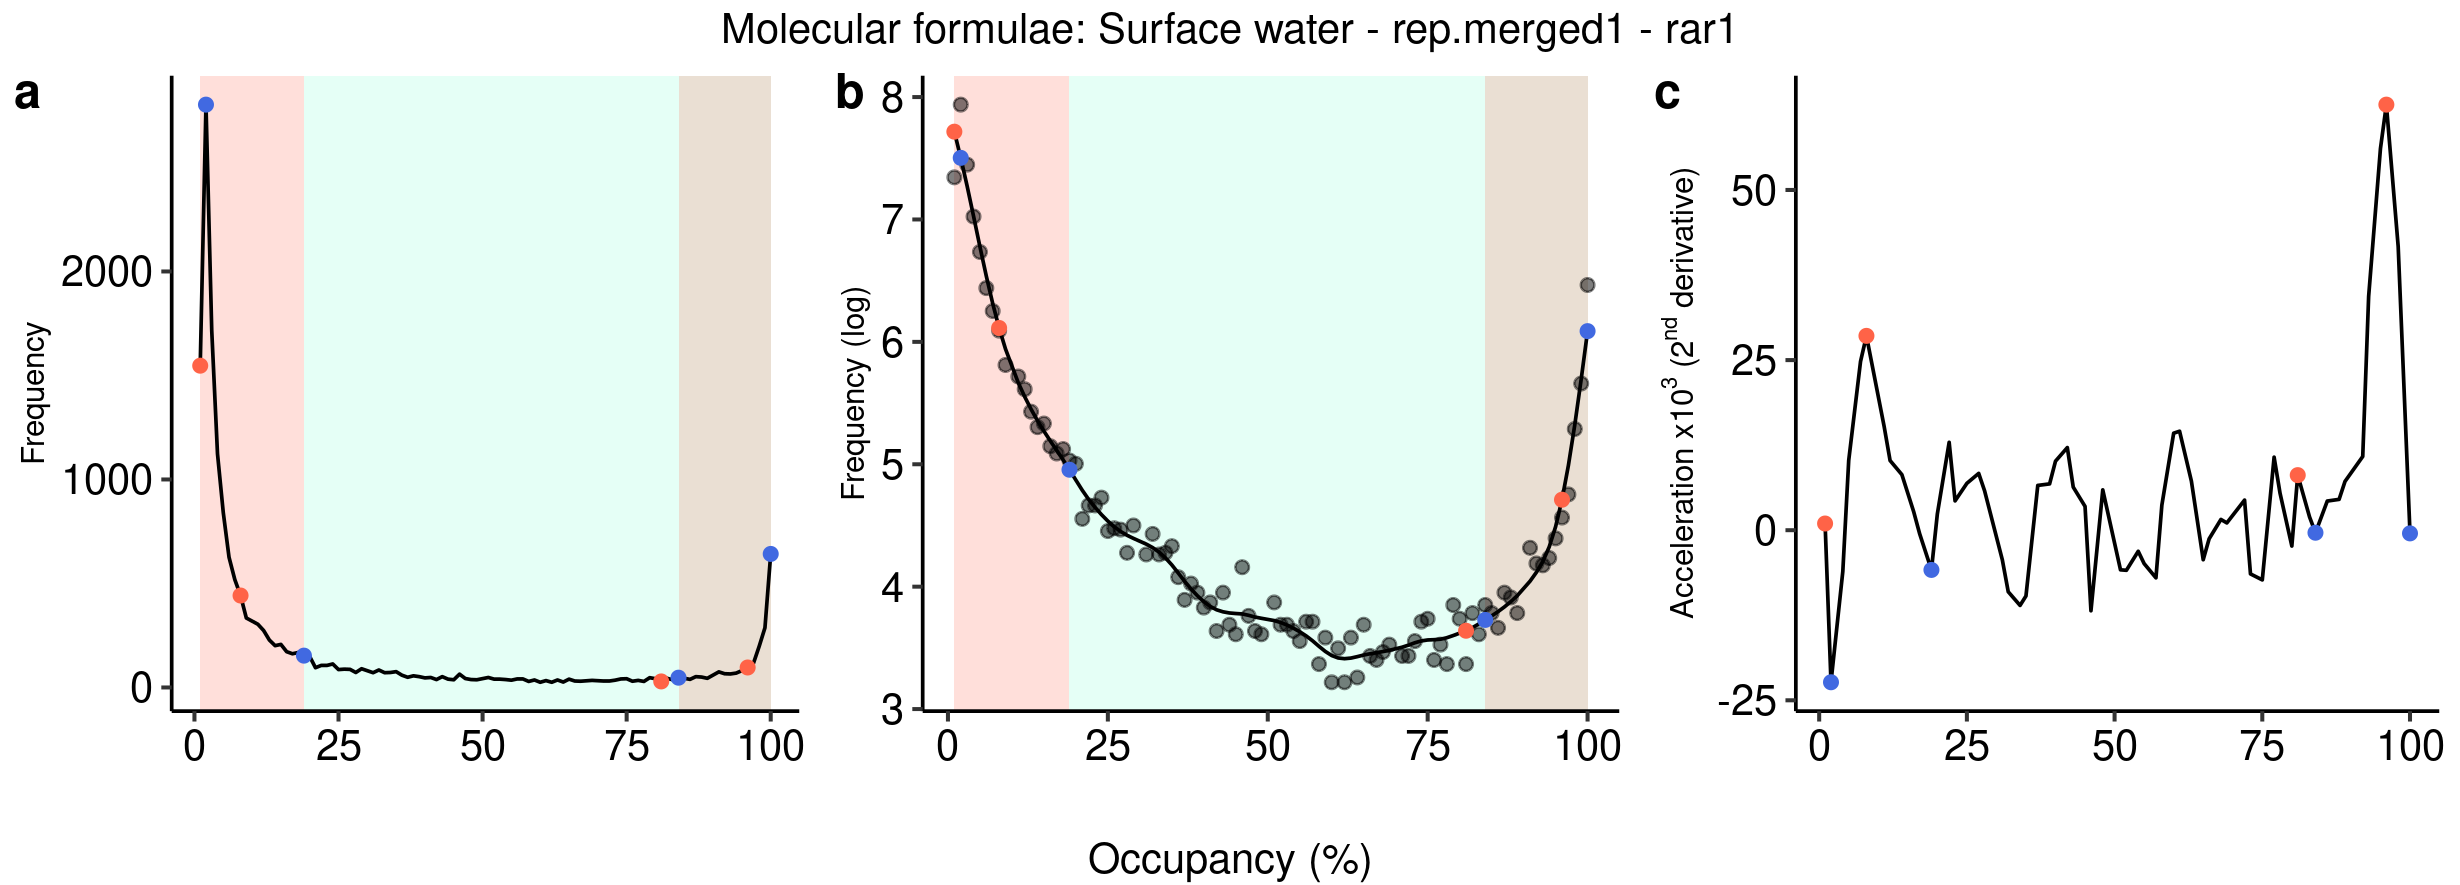 Molecular formulae: Surface water - rep.merged1 - rar1
a
Frequency
2000
1000
0
0 25 50 75 100
b
Frequency (log)
8
7
6
5
4
3
0 25 50 75 100
c
Acceleration x10³ (2ⁿᵈ derivative)
50
25
0
-25
0 25 50 75 100
Occupancy (%)